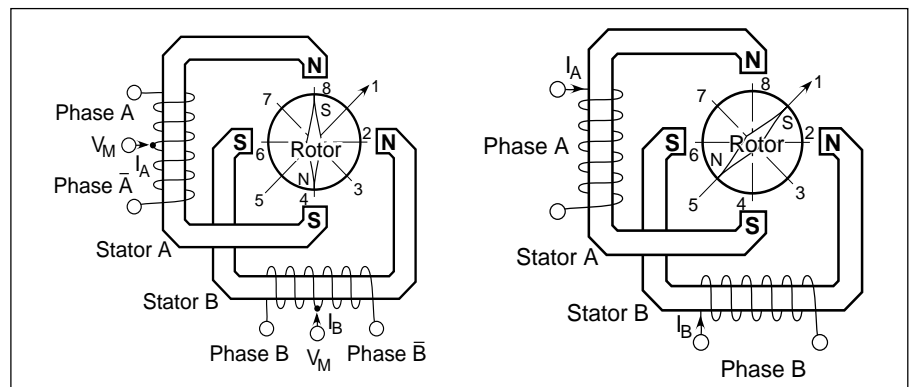 N
8
1
I_A
7
S
Phase A
V_M
S
6
Rotor
2
N
I_A
N
Phase Ā
5
4
3
S
Stator A
Stator B
I_B
Phase B
V_M
Phase B̄
N
8
1
I_A
7
S
Phase A
S
6
Rotor
2
N
N
5
4
3
S
Stator A
Stator B
I_B
Phase B